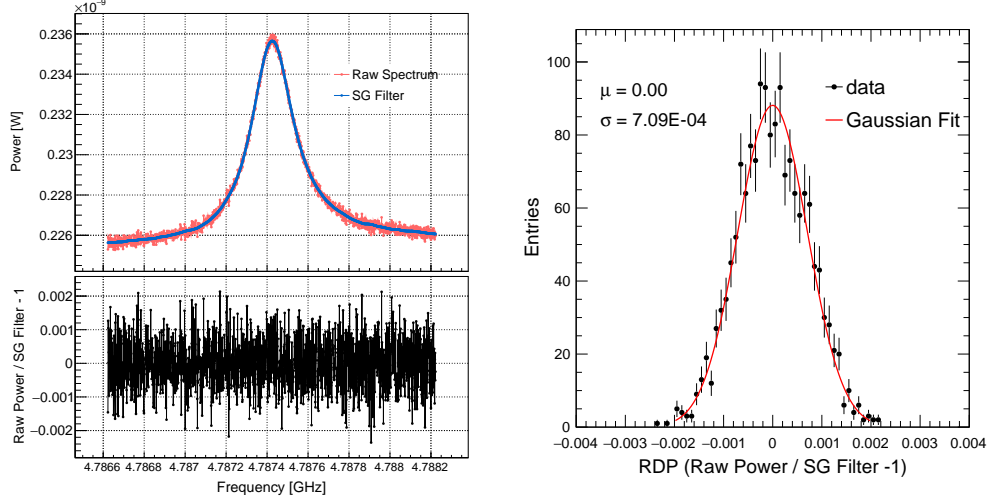 ×10⁻⁹
0.236
0.234
0.232
0.23
0.228
0.226
Power [W]
Raw Spectrum
SG Filter
0.002
0.001
0
−0.001
−0.002
Raw Power / SG Filter - 1
4.7866 4.7868 4.787 4.7872 4.7874 4.7876 4.7878 4.788 4.7882
Frequency [GHz]
100
80
60
40
20
0
Entries
μ = 0.00
σ = 7.09E-04
data
Gaussian Fit
−0.004 −0.003 −0.002 −0.001 0 0.001 0.002 0.003 0.004
RDP (Raw Power / SG Filter -1)